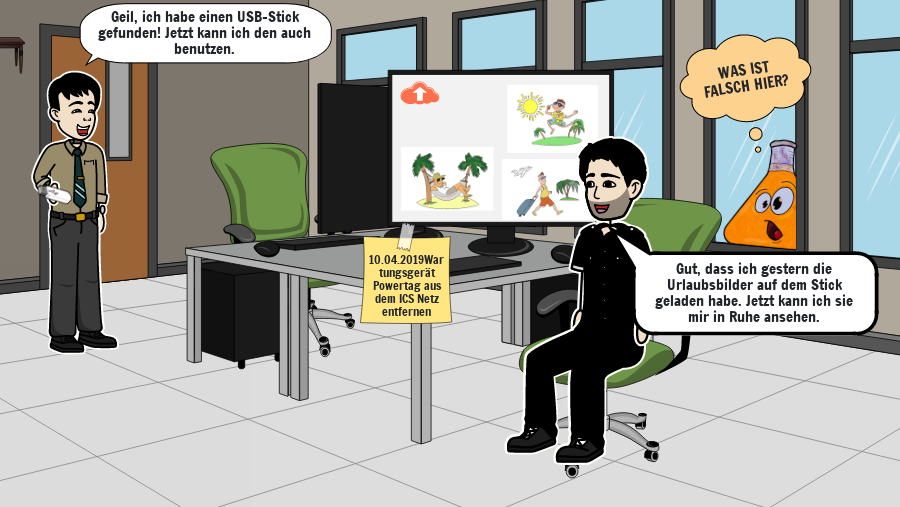 Geil, ich habe einen USB-Stick
gefunden! Jetzt kann ich den auch
benutzen.
WAS IST
FALSCH HIER?
10.04.2019War
tungsgerät
Powertag aus
dem ICS Netz
entfernen
Gut, dass ich gestern die
Urlaubsbilder auf dem Stick
geladen habe. Jetzt kann ich sie
mir in Ruhe ansehen.